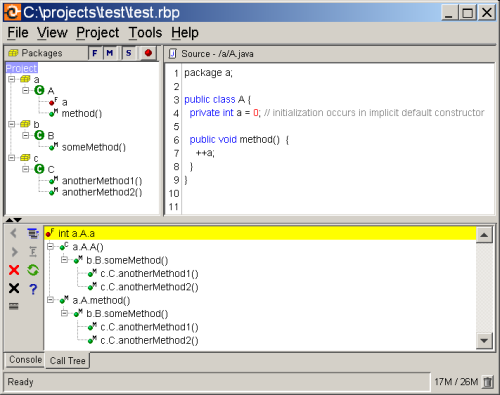 C:\projects\test\test.rbp
File View Project Tools Help
Packages F M S
Project
a
C A
F a
M method()
b
C B
M someMethod()
c
C C
M anotherMethod1()
M anotherMethod2()
J Source - /a/A.java
1 package a;
2
3 public class A {
4 private int a = 0; // initialization occurs in implicit default constructor
5
6 public void method() {
7 ++a;
8 }
9 }
10
11
F int a.A.a
C a.A.A()
M b.B.someMethod()
M c.C.anotherMethod1()
M c.C.anotherMethod2()
M a.A.method()
M b.B.someMethod()
M c.C.anotherMethod1()
M c.C.anotherMethod2()
Console Call Tree
Ready 17M / 26M